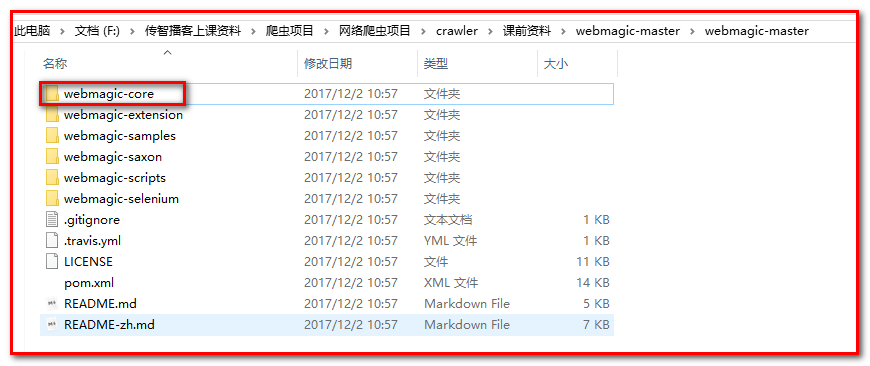 此电脑 > 文档 (F:) > 传智播客上课资料 > 爬虫项目 > 网络爬虫项目 > crawler > 课前资料 > webmagic-master > webmagic-master
名称 修改日期 类型 大小
webmagic-core 2017/12/2 10:57 文件夹
webmagic-extension 2017/12/2 10:57 文件夹
webmagic-samples 2017/12/2 10:57 文件夹
webmagic-saxon 2017/12/2 10:57 文件夹
webmagic-scripts 2017/12/2 10:57 文件夹
webmagic-selenium 2017/12/2 10:57 文件夹
.gitignore 2017/12/2 10:57 文本文档 1 KB
.travis.yml 2017/12/2 10:57 YML 文件 1 KB
LICENSE 2017/12/2 10:57 文件 11 KB
pom.xml 2017/12/2 10:57 XML 文件 14 KB
README.md 2017/12/2 10:57 Markdown File 5 KB
README-zh.md 2017/12/2 10:57 Markdown File 7 KB